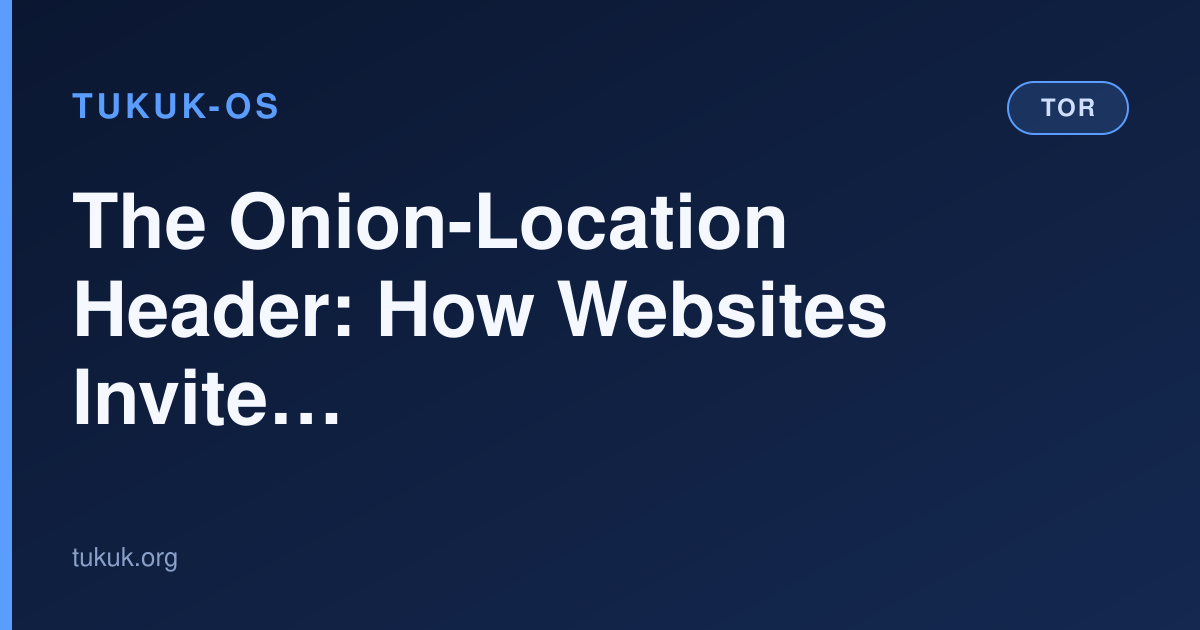 TUKUK-OS
TOR
The Onion-Location
Header: How Websites
Invite…
tukuk.org